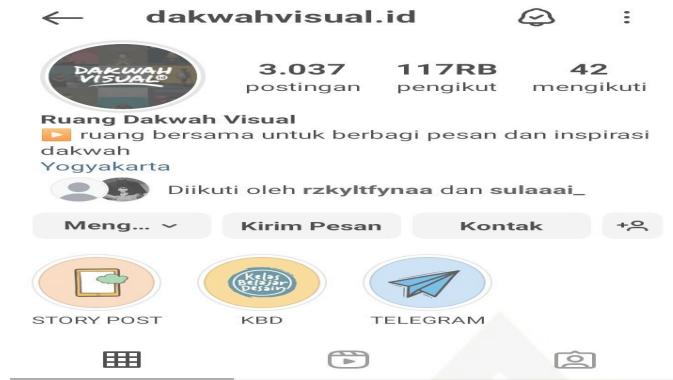 dakwahvisual.id
DAKWAH
VISUAL
3.037 117RB 42
postingan pengikut mengikuti
Ruang Dakwah Visual
ruang bersama untuk berbagi pesan dan inspirasi
dakwah
Yogyakarta
Diikuti oleh rzkyltfynaa dan sulaaai_
Meng... Kirim Pesan Kontak
Kelas
Belajar
Desain
STORY POST KBD TELEGRAM